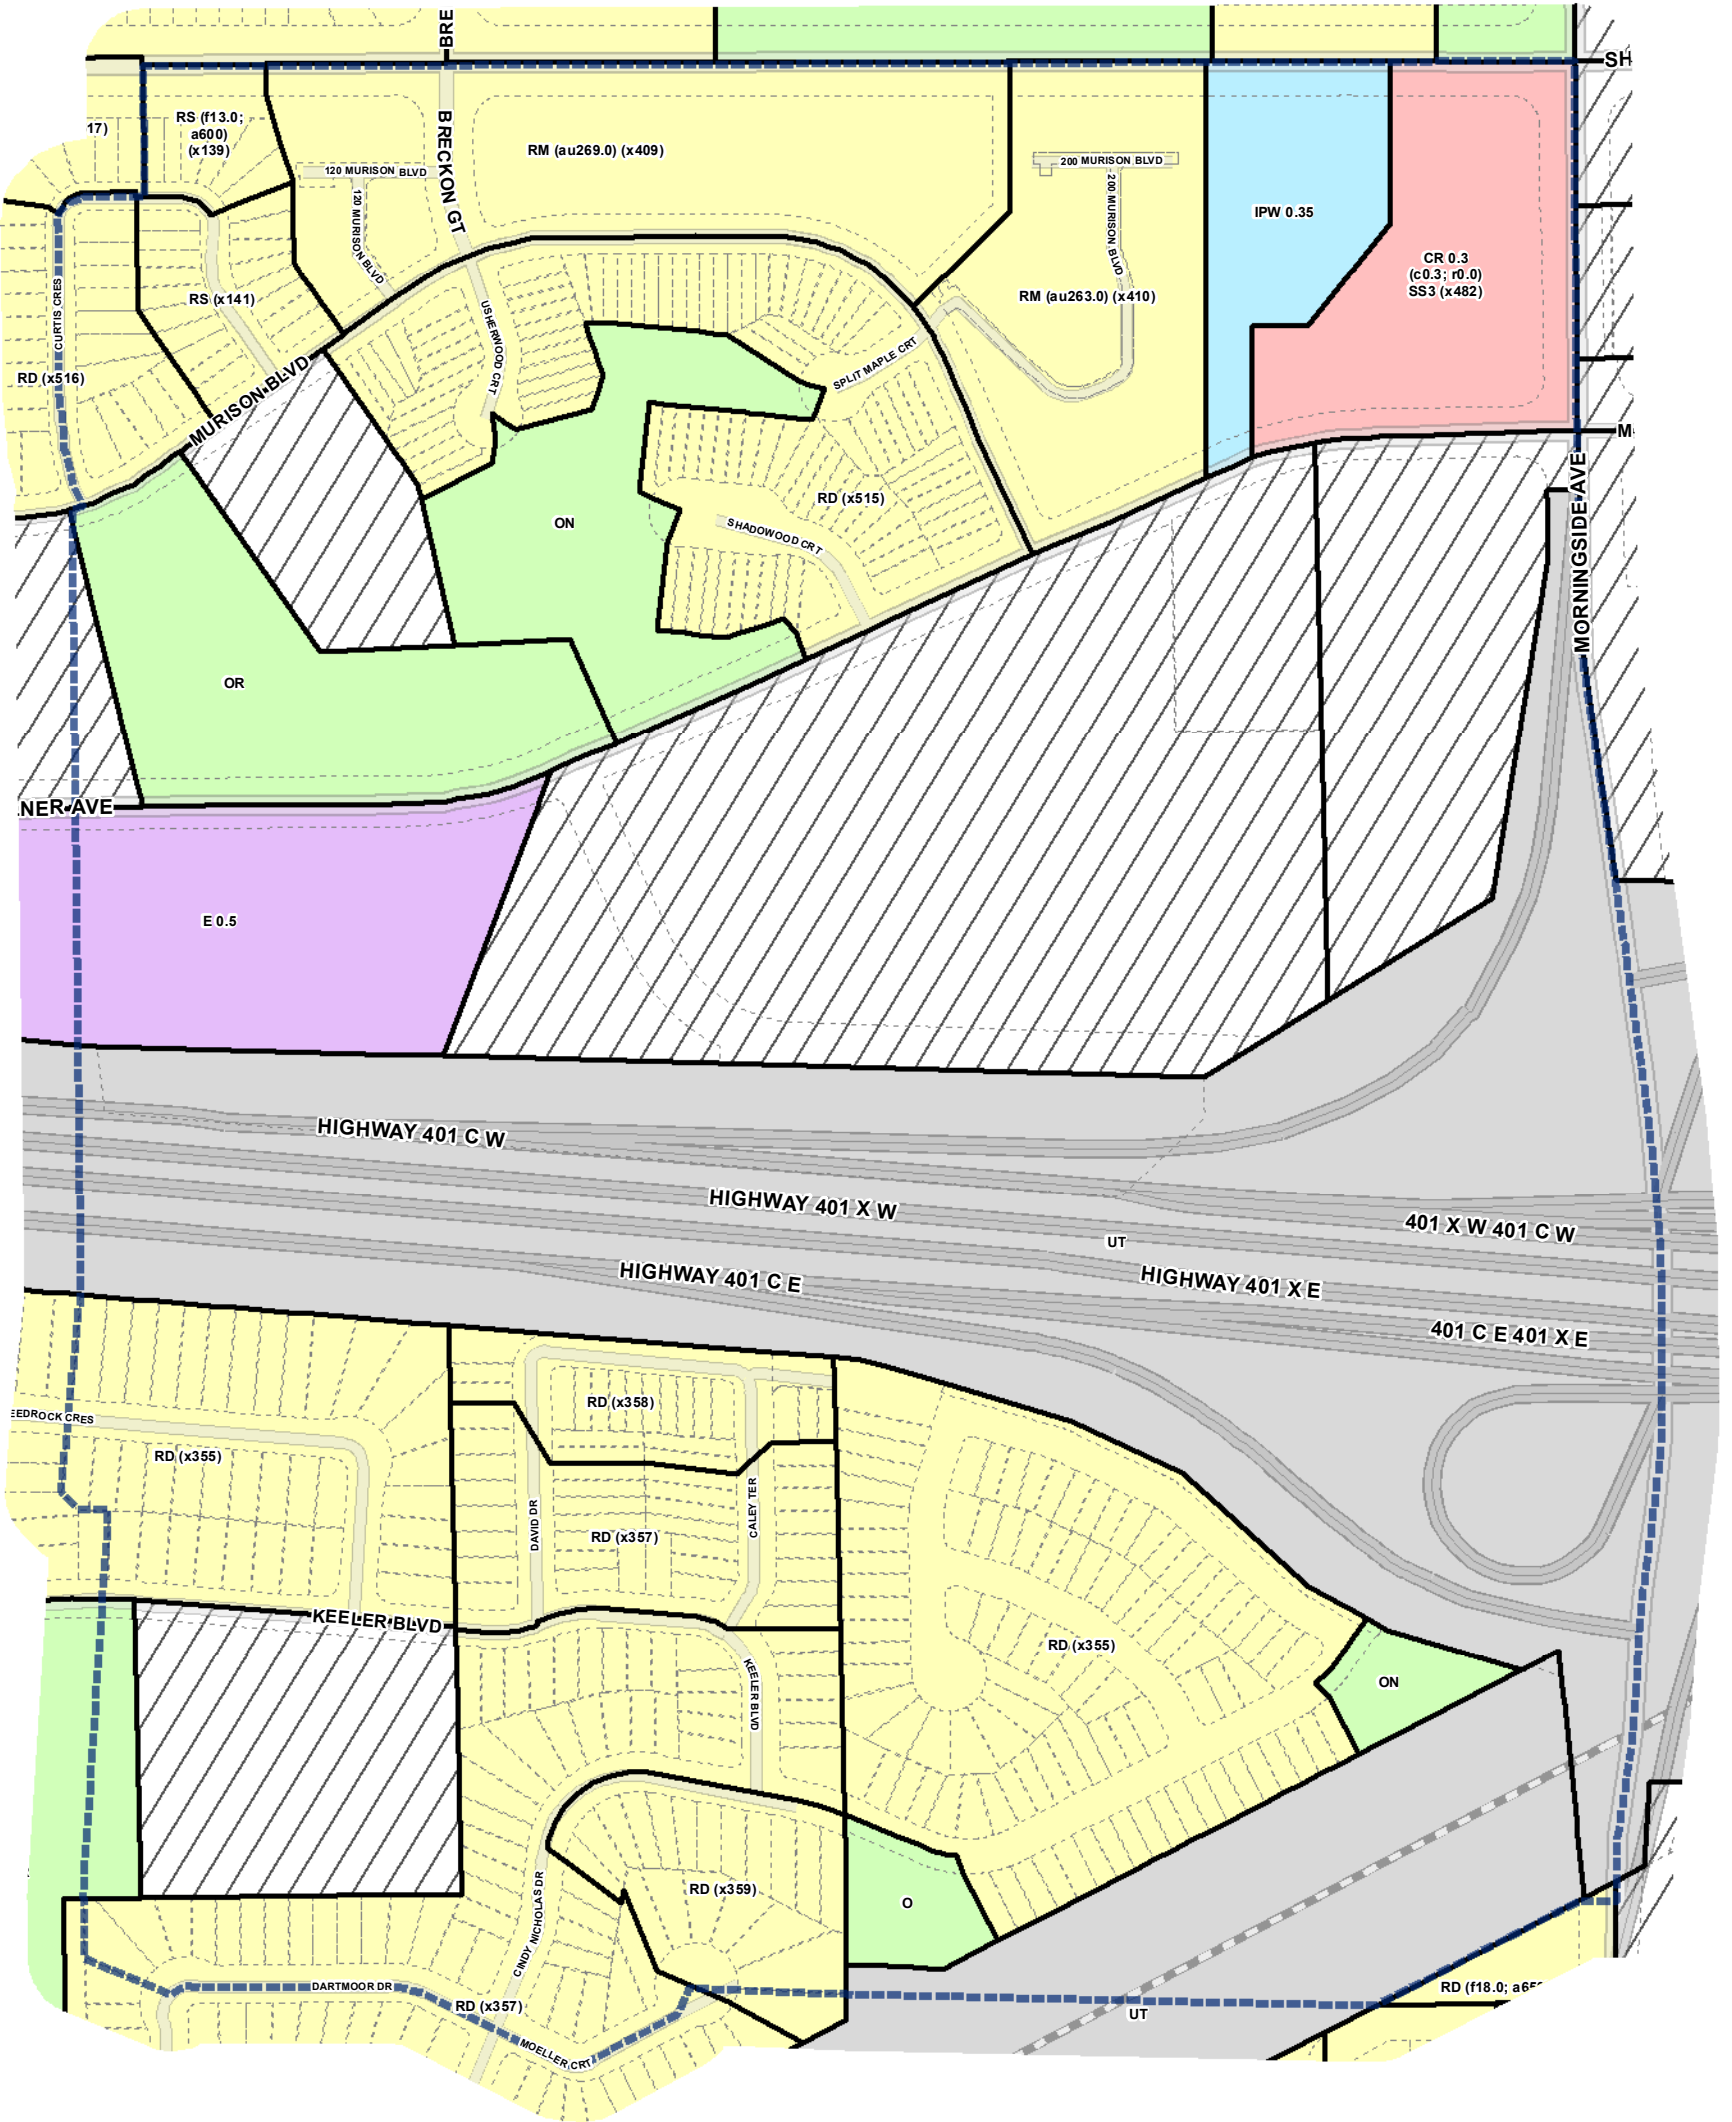 BRE
SH
17)
RS (f13.0;
a600)
(x139)
BRECKON GT
RM (au269.0) (x409)
120 MURISON BLVD
120 MURISON BLVD
200 MURISON BLVD
200 MURISON BLVD
IPW 0.35
CR 0.3
(c0.3; r0.0)
SS3 (x482)
RM (au263.0) (x410)
RS (x141)
CURTIS CRES
USHERWOOD CRT
RD (x516)
MURISON BLVD
SPLIT MAPLE CRT
M
MORNINGSIDE AVE
RD (x515)
ON
SHADOWOOD CRT
OR
NER AVE
E 0.5
HIGHWAY 401 C W
HIGHWAY 401 X W
401 X W 401 C W
UT
HIGHWAY 401 C E
HIGHWAY 401 X E
401 C E 401 X E
RD (x358)
EEDROCK CRES
RD (x355)
DAVID DR
CALEY TER
RD (x357)
KEELER BLVD
RD (x355)
KEELER BLVD
ON
RD (x359)
O
CINDY NICHOLAS DR
DARTMOOR DR
RD (x357)
RD (f18.0; a65
UT
MOELLER CRT